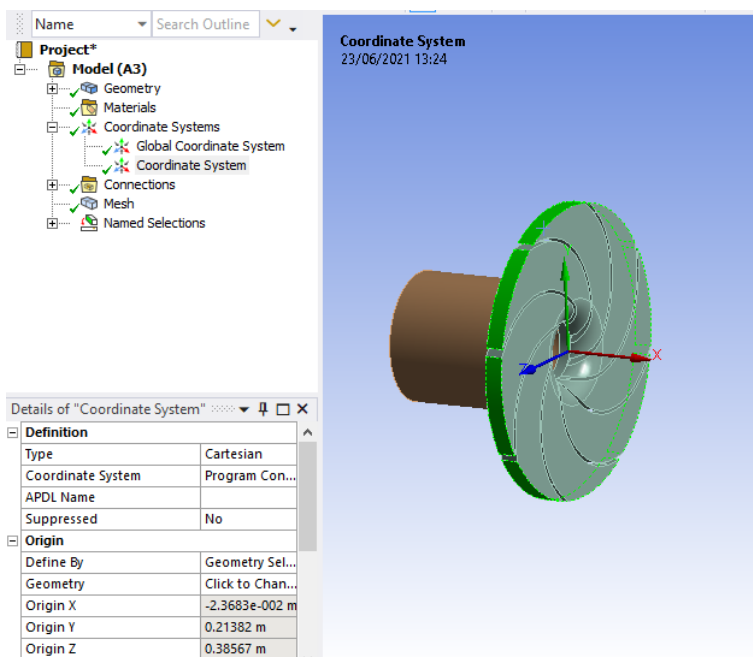 Name
Search Outline
Project*
Model (A3)
Geometry
Materials
Coordinate Systems
Global Coordinate System
Coordinate System
Connections
Mesh
Named Selections
Details of "Coordinate System"
Definition
Type Cartesian
Coordinate System Program Con...
APDL Name
Suppressed No
Origin
Define By Geometry Sel...
Geometry Click to Chan...
Origin X -2.3683e-002 m
Origin Y 0.21382 m
Origin Z 0.38567 m
Coordinate System
23/06/2021 13:24
X